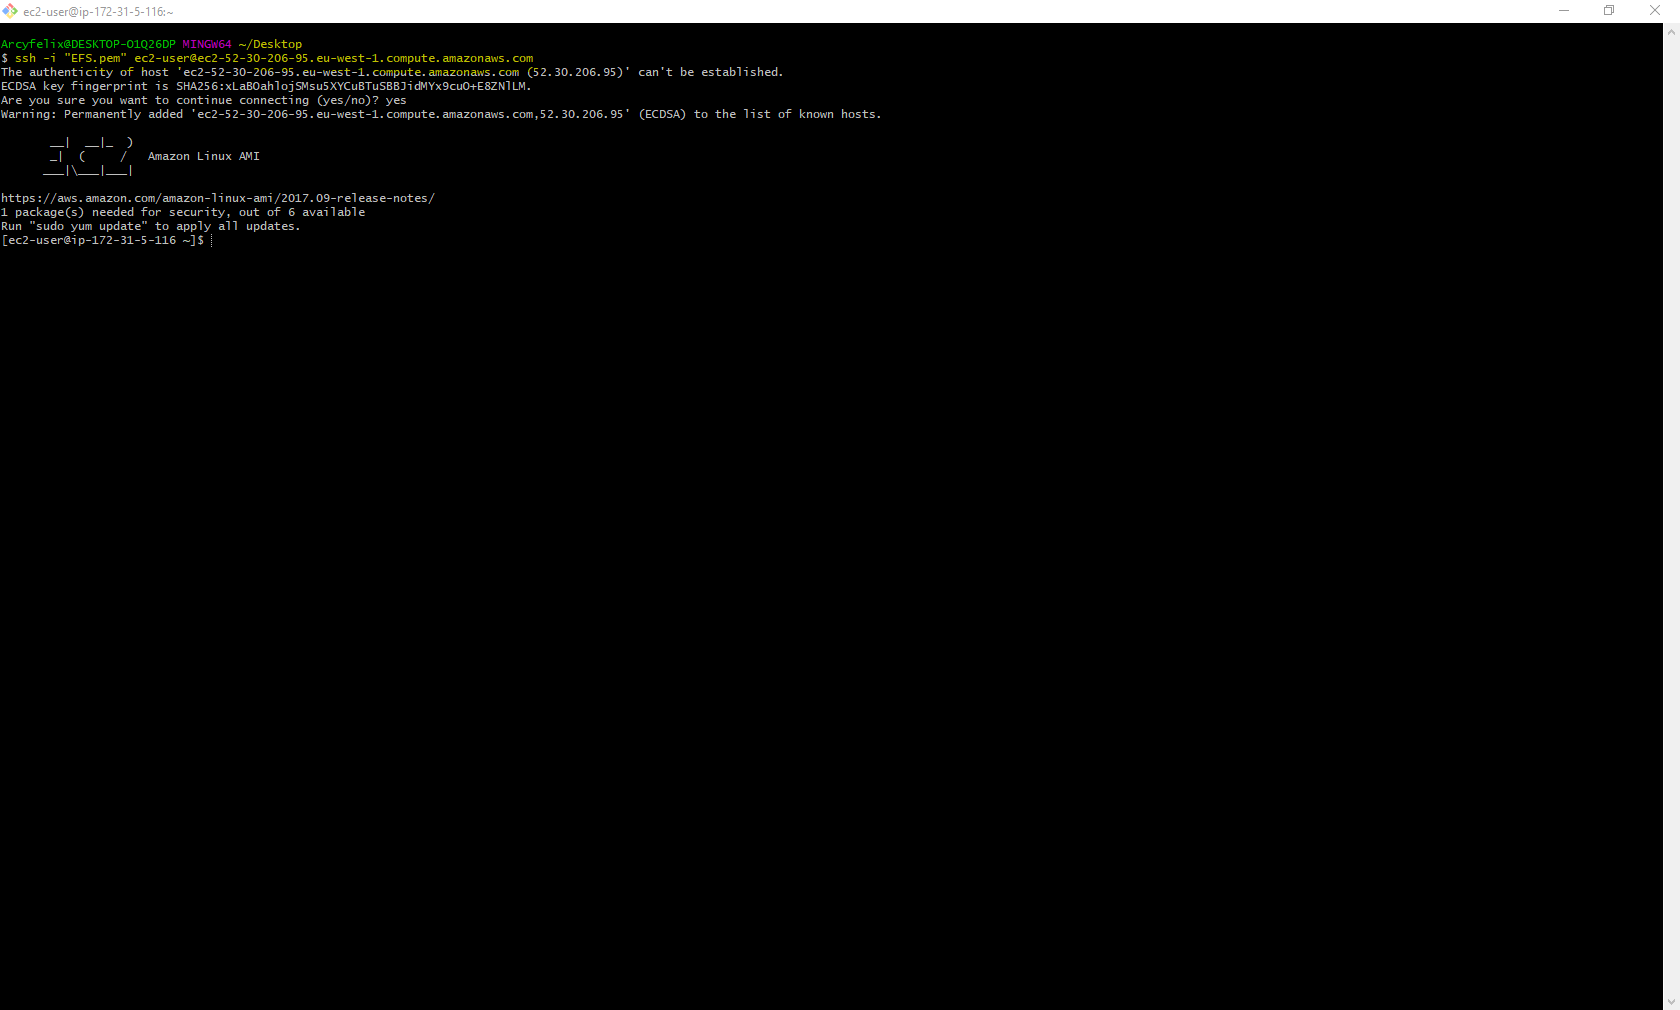 ec2-user@ip-172-31-5-116:~
Arcyfelix@DESKTOP-O1Q26DP MINGW64 ~/Desktop
$ ssh -i "EFS.pem" ec2-user@ec2-52-30-206-95.eu-west-1.compute.amazonaws.com
The authenticity of host 'ec2-52-30-206-95.eu-west-1.compute.amazonaws.com (52.30.206.95)' can't be established.
ECDSA key fingerprint is SHA256:xLaBOahlojSMsu5XYCuBTuSBBJidMYx9cuO+E8ZNlLM.
Are you sure you want to continue connecting (yes/no)? yes
Warning: Permanently added 'ec2-52-30-206-95.eu-west-1.compute.amazonaws.com,52.30.206.95' (ECDSA) to the list of known hosts.
       __|  __|_  )
       _|  (     /   Amazon Linux AMI
      ___|\___|___|
https://aws.amazon.com/amazon-linux-ami/2017.09-release-notes/
1 package(s) needed for security, out of 6 available
Run "sudo yum update" to apply all updates.
[ec2-user@ip-172-31-5-116 ~]$